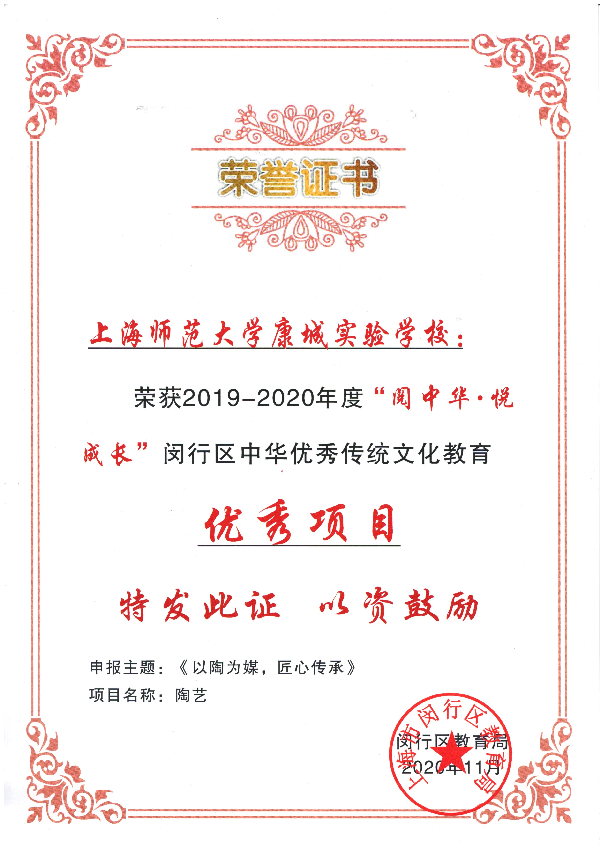 荣誉证书
上海师范大学康城实验学校：
荣获2019-2020年度“阅中华·悦
成长”闵行区中华优秀传统文化教育
优秀项目
特发此证 以资鼓励
申报主题：《以陶为媒，匠心传承》
项目名称：陶艺
闵行区教育局
2020年11月
上海市闵行区教育局